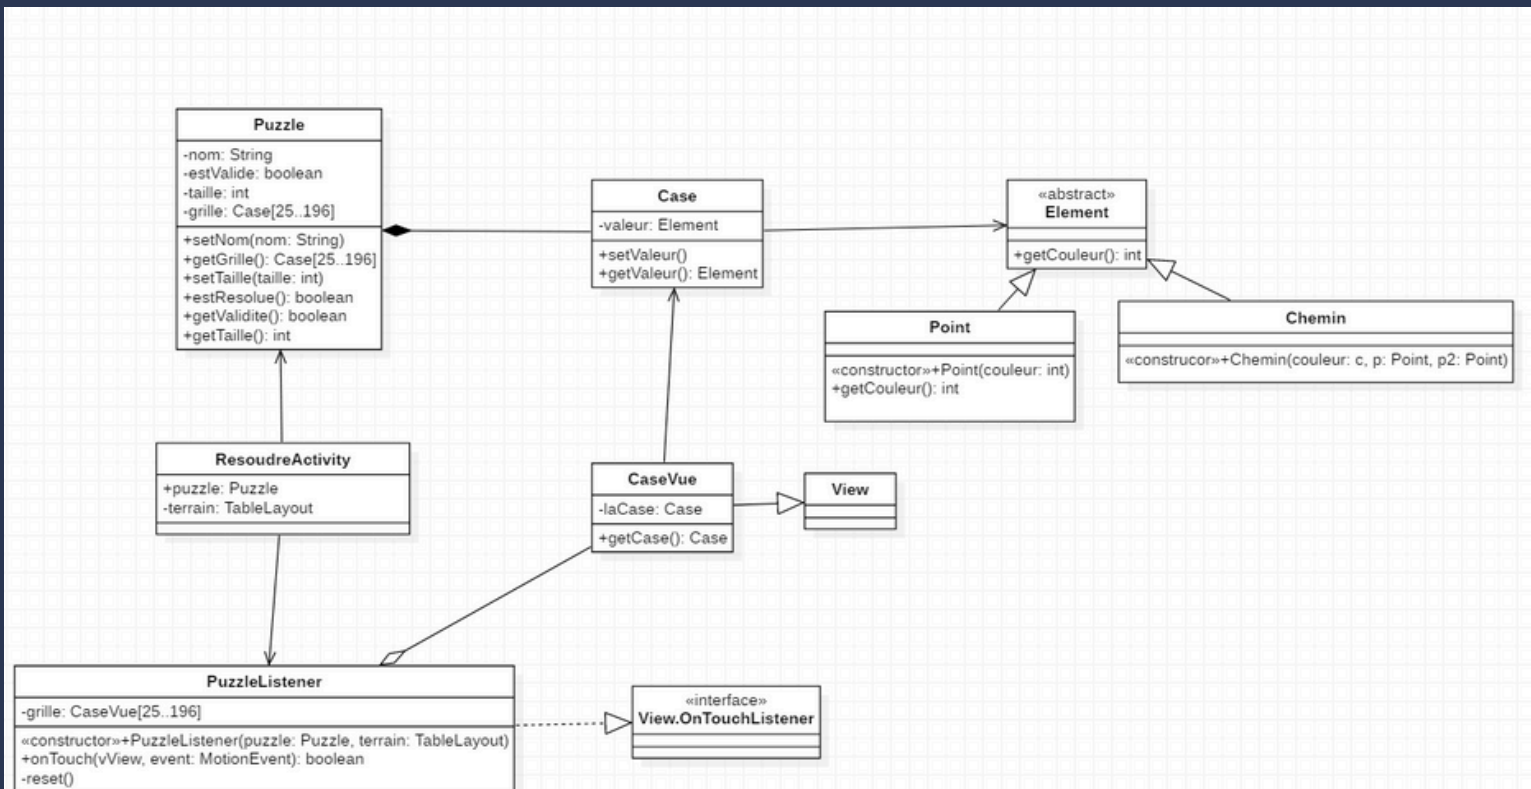 Puzzle
-nom: String
-estValide: boolean
-taille: int
-grille: Case[25..196]
+setNom(nom: String)
+getGrille(): Case[25..196]
+setTaille(taille: int)
+estResolue(): boolean
+getValidite(): boolean
+getTaille(): int
Case
-valeur: Element
+setValeur()
+getValeur(): Element
«abstract»
Element
+getCouleur(): int
Point
«constructor»+Point(couleur: int)
+getCouleur(): int
Chemin
«construcor»+Chemin(couleur: c, p: Point, p2: Point)
ResoudreActivity
+puzzle: Puzzle
-terrain: TableLayout
CaseVue
-laCase: Case
+getCase(): Case
View
PuzzleListener
-grille: CaseVue[25..196]
«constructor»+PuzzleListener(puzzle: Puzzle, terrain: TableLayout)
+onTouch(vView, event: MotionEvent): boolean
-reset()
«interface»
View.OnTouchListener